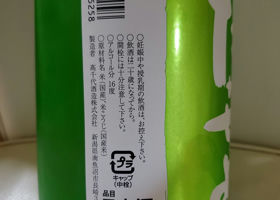 ○妊娠中や授乳期の飲酒は、お控え下さい。
○飲酒は二十歳になってから。
○開栓には十分注意して下さい。
○アルコール分 16度
○原材料名 米(国産)、米こうじ(国産米)
製造者 高千代酒造株式会社
新潟県南魚沼市長崎
5258
プラ
キャップ
(中栓)
品目